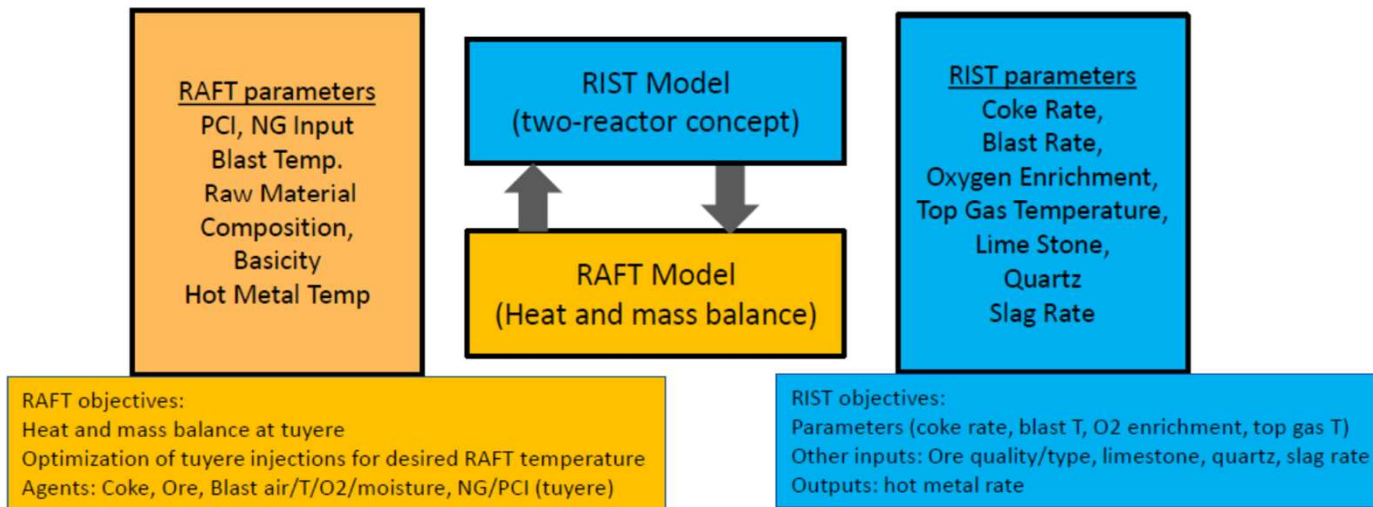 RAFT parameters
PCI, NG Input
Blast Temp.
Raw Material
Composition,
Basicity
Hot Metal Temp
RIST Model
(two-reactor concept)
RAFT Model
(Heat and mass balance)
RIST parameters
Coke Rate,
Blast Rate,
Oxygen Enrichment,
Top Gas Temperature,
Lime Stone,
Quartz
Slag Rate
RAFT objectives:
Heat and mass balance at tuyere
Optimization of tuyere injections for desired RAFT temperature
Agents: Coke, Ore, Blast air/T/O2/moisture, NG/PCI (tuyere)
RIST objectives:
Parameters (coke rate, blast T, O2 enrichment, top gas T)
Other inputs: Ore quality/type, limestone, quartz, slag rate
Outputs: hot metal rate